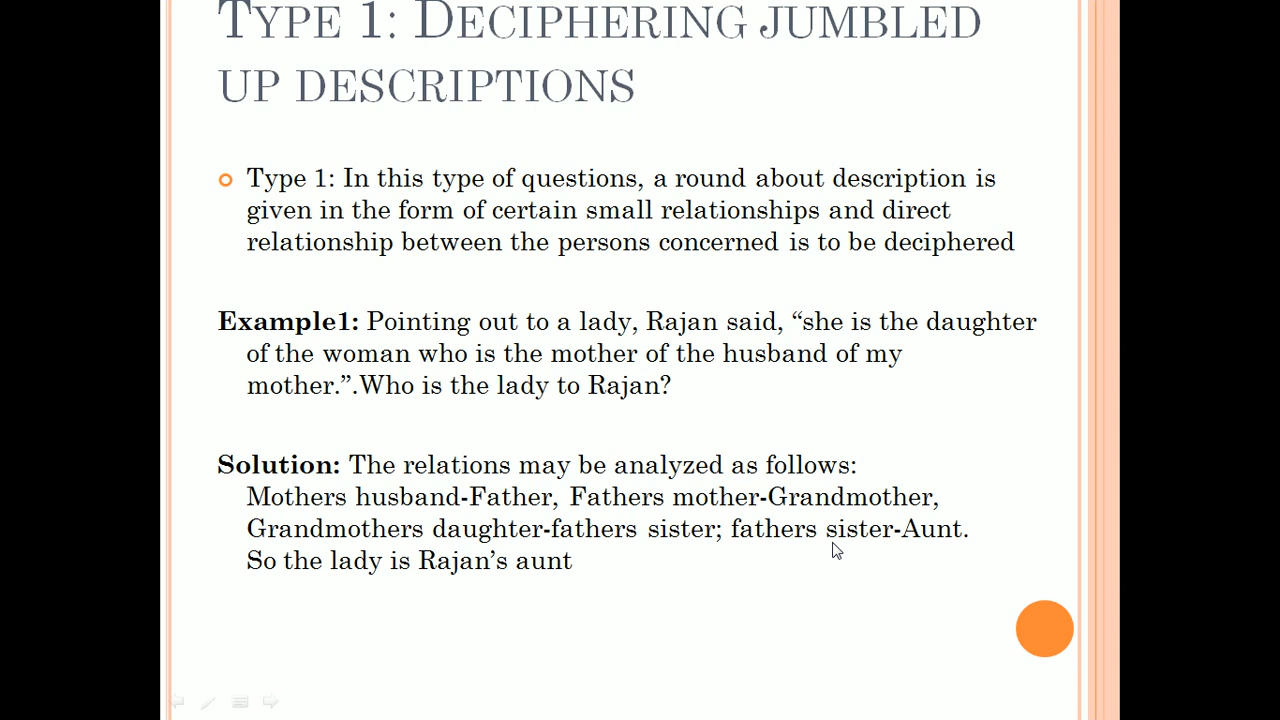 TYPE 1: DECIPHERING JUMBLED
UP DESCRIPTIONS
Type 1: In this type of questions, a round about description is
given in the form of certain small relationships and direct
relationship between the persons concerned is to be deciphered
Example1: Pointing out to a lady, Rajan said, “she is the daughter
of the woman who is the mother of the husband of my
mother.”.Who is the lady to Rajan?
Solution: The relations may be analyzed as follows:
Mothers husband-Father, Fathers mother-Grandmother,
Grandmothers daughter-fathers sister; fathers sister-Aunt.
So the lady is Rajan’s aunt